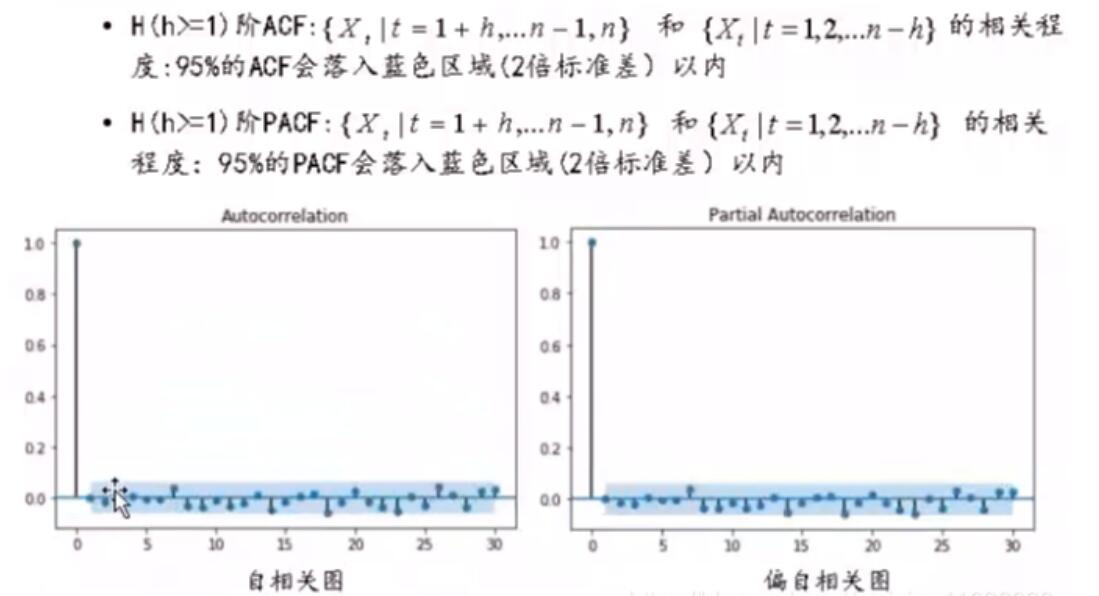 • H(h>=1)阶ACF:{X_t|t=1+h,...n-1,n} 和 {X_t|t=1,2,...n-h} 的相关程
度:95%的ACF会落入蓝色区域(2倍标准差) 以内
• H(h>=1)阶PACF:{X_t|t=1+h,...n-1,n} 和{X_t|t=1,2,...n-h} 的相关
程度: 95%的PACF会落入蓝色区域(2倍标准差) 以内
Autocorrelation
1.0
0.8
0.6
0.4
0.2
0.0
0 5 10 15 20 25 30
自相关图
Partial Autocorrelation
1.0
0.8
0.6
0.4
0.2
0.0
0 5 10 15 20 25 30
偏自相关图